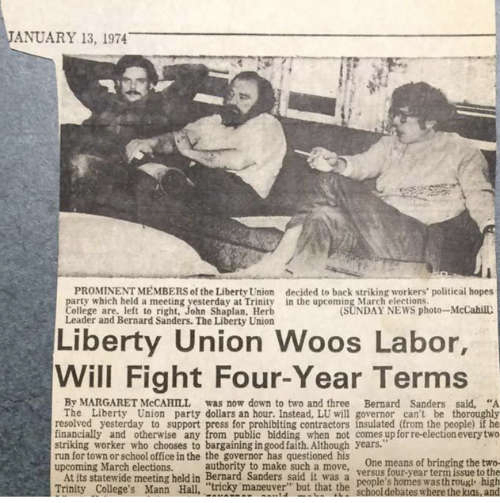 JANUARY 13, 1974
PROMINENT MEMBERS of the Liberty Union
party which held a meeting yesterday at Trinity
College are, left to right, John Shaplan, Herb
Leader and Bernard Sanders. The Liberty Union
decided to back striking workers' political hopes
in the upcoming March elections.
(SUNDAY NEWS photo—McCahill)
Liberty Union Woos Labor,
Will Fight Four-Year Terms
By MARGARET McCAHILL
The Liberty Union party
resolved yesterday to support
financially and otherwise any
striking worker who chooses to
run for town or school office in the
upcoming March elections.
At its statewide meeting held in
Trinity College's Mann Hall,
was now down to two and three
dollars an hour. Instead, LU will
press for prohibiting contractors
from public bidding when not
bargaining in good faith. Although
the governor has questioned his
authority to make such a move,
Bernard Sanders said it was a
"tricky maneuver" but that the
Bernard Sanders said, "A
governor can't be thoroughly
insulated (from the people) if he
comes up for re-election every two
years."
One means of bringing the two-
versus four-year term issue to the
people's homes was through high
school debates where the kids